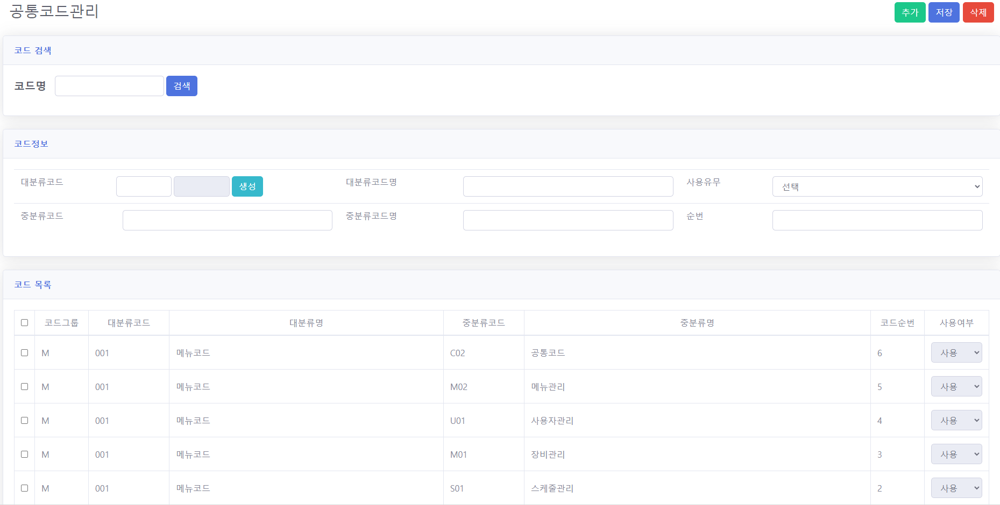 공통코드관리 추가 저장 삭제
코드 검색
코드명 검색
코드정보
대분류코드 생성 대분류코드명 사용유무 선택
중분류코드 중분류코드명 순번
코드 목록
코드그룹 대분류코드 대분류명 중분류코드 중분류명 코드순번 사용여부
M 001 메뉴코드 C02 공통코드 6 사용
M 001 메뉴코드 M02 메뉴관리 5 사용
M 001 메뉴코드 U01 사용자관리 4 사용
M 001 메뉴코드 M01 장비관리 3 사용
M 001 메뉴코드 S01 스케줄관리 2 사용